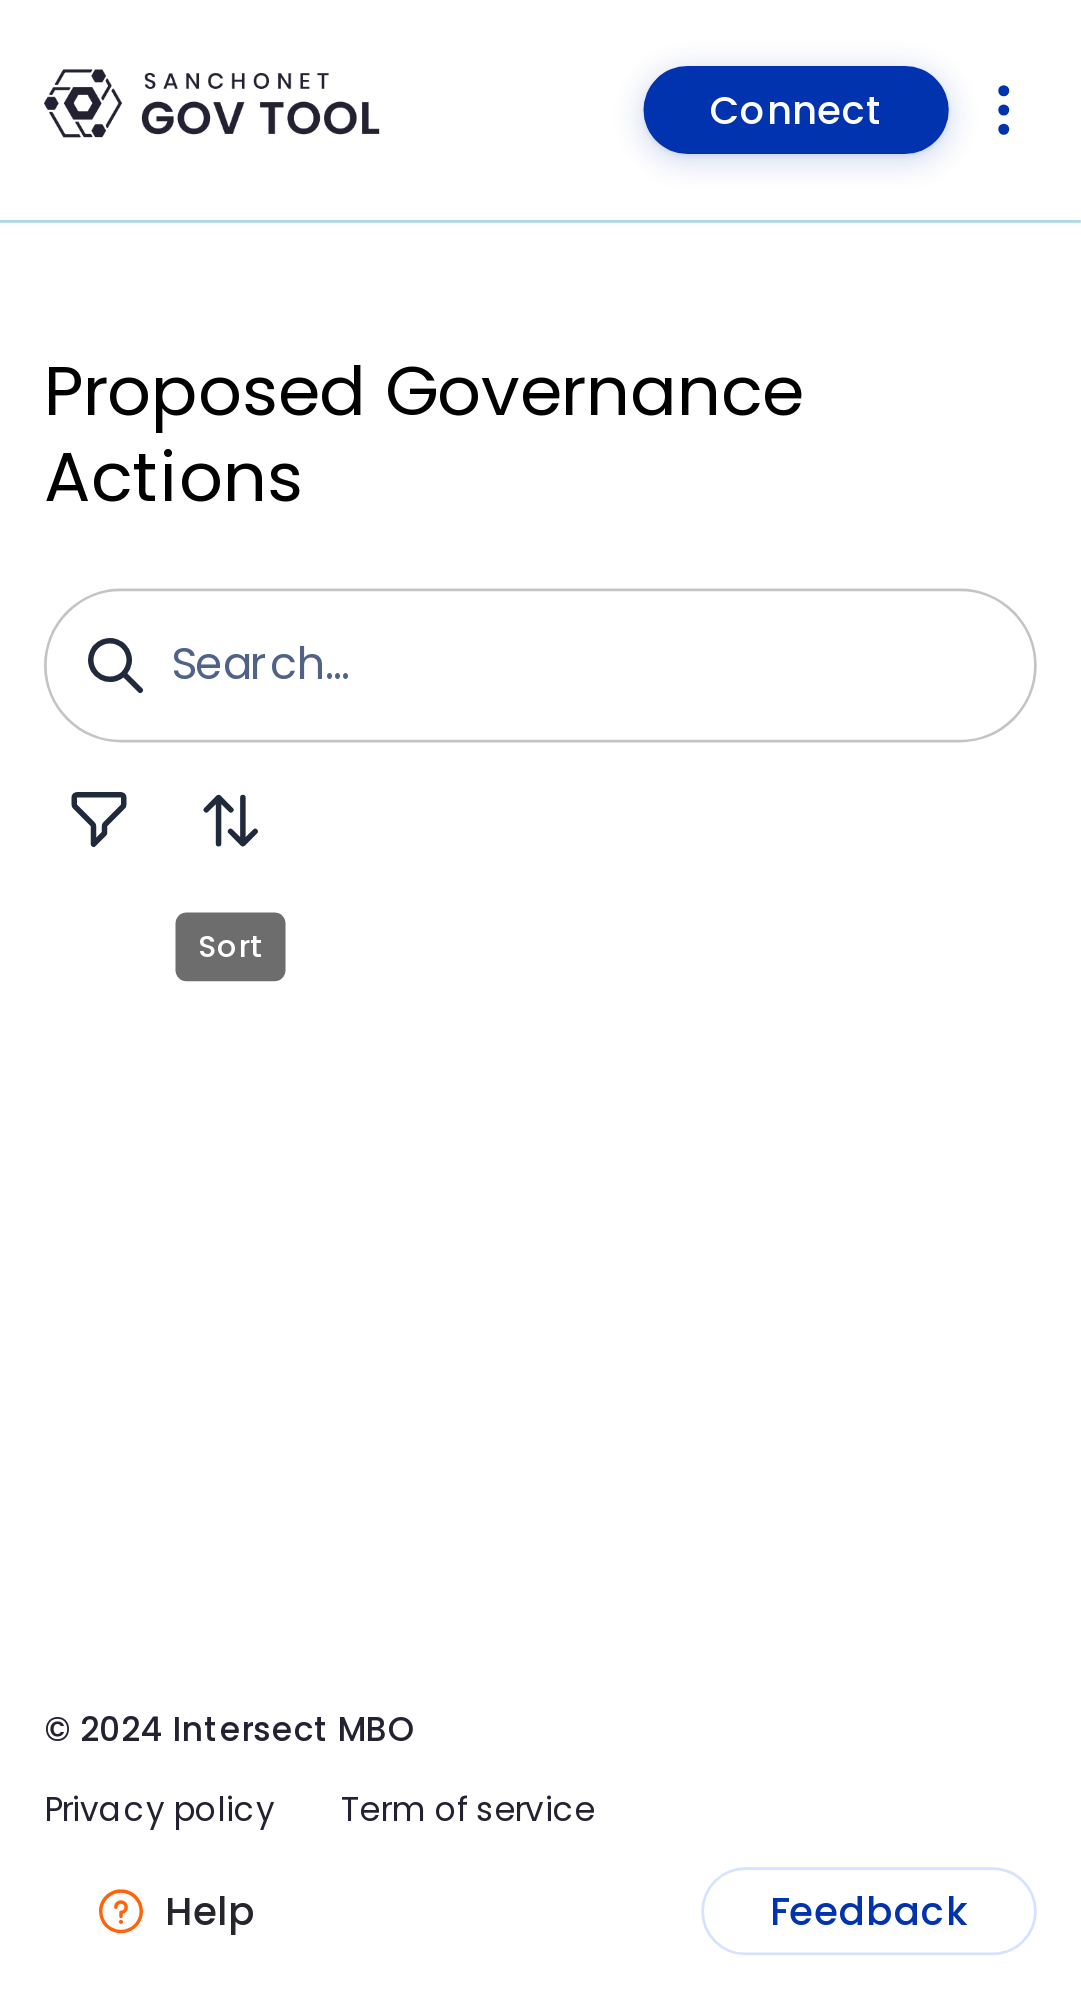 SANCHONET
GOV TOOL
Connect
Proposed Governance
Actions
Search...
Sort
© 2024 Intersect MBO
Privacy policy
Term of service
Help
Feedback